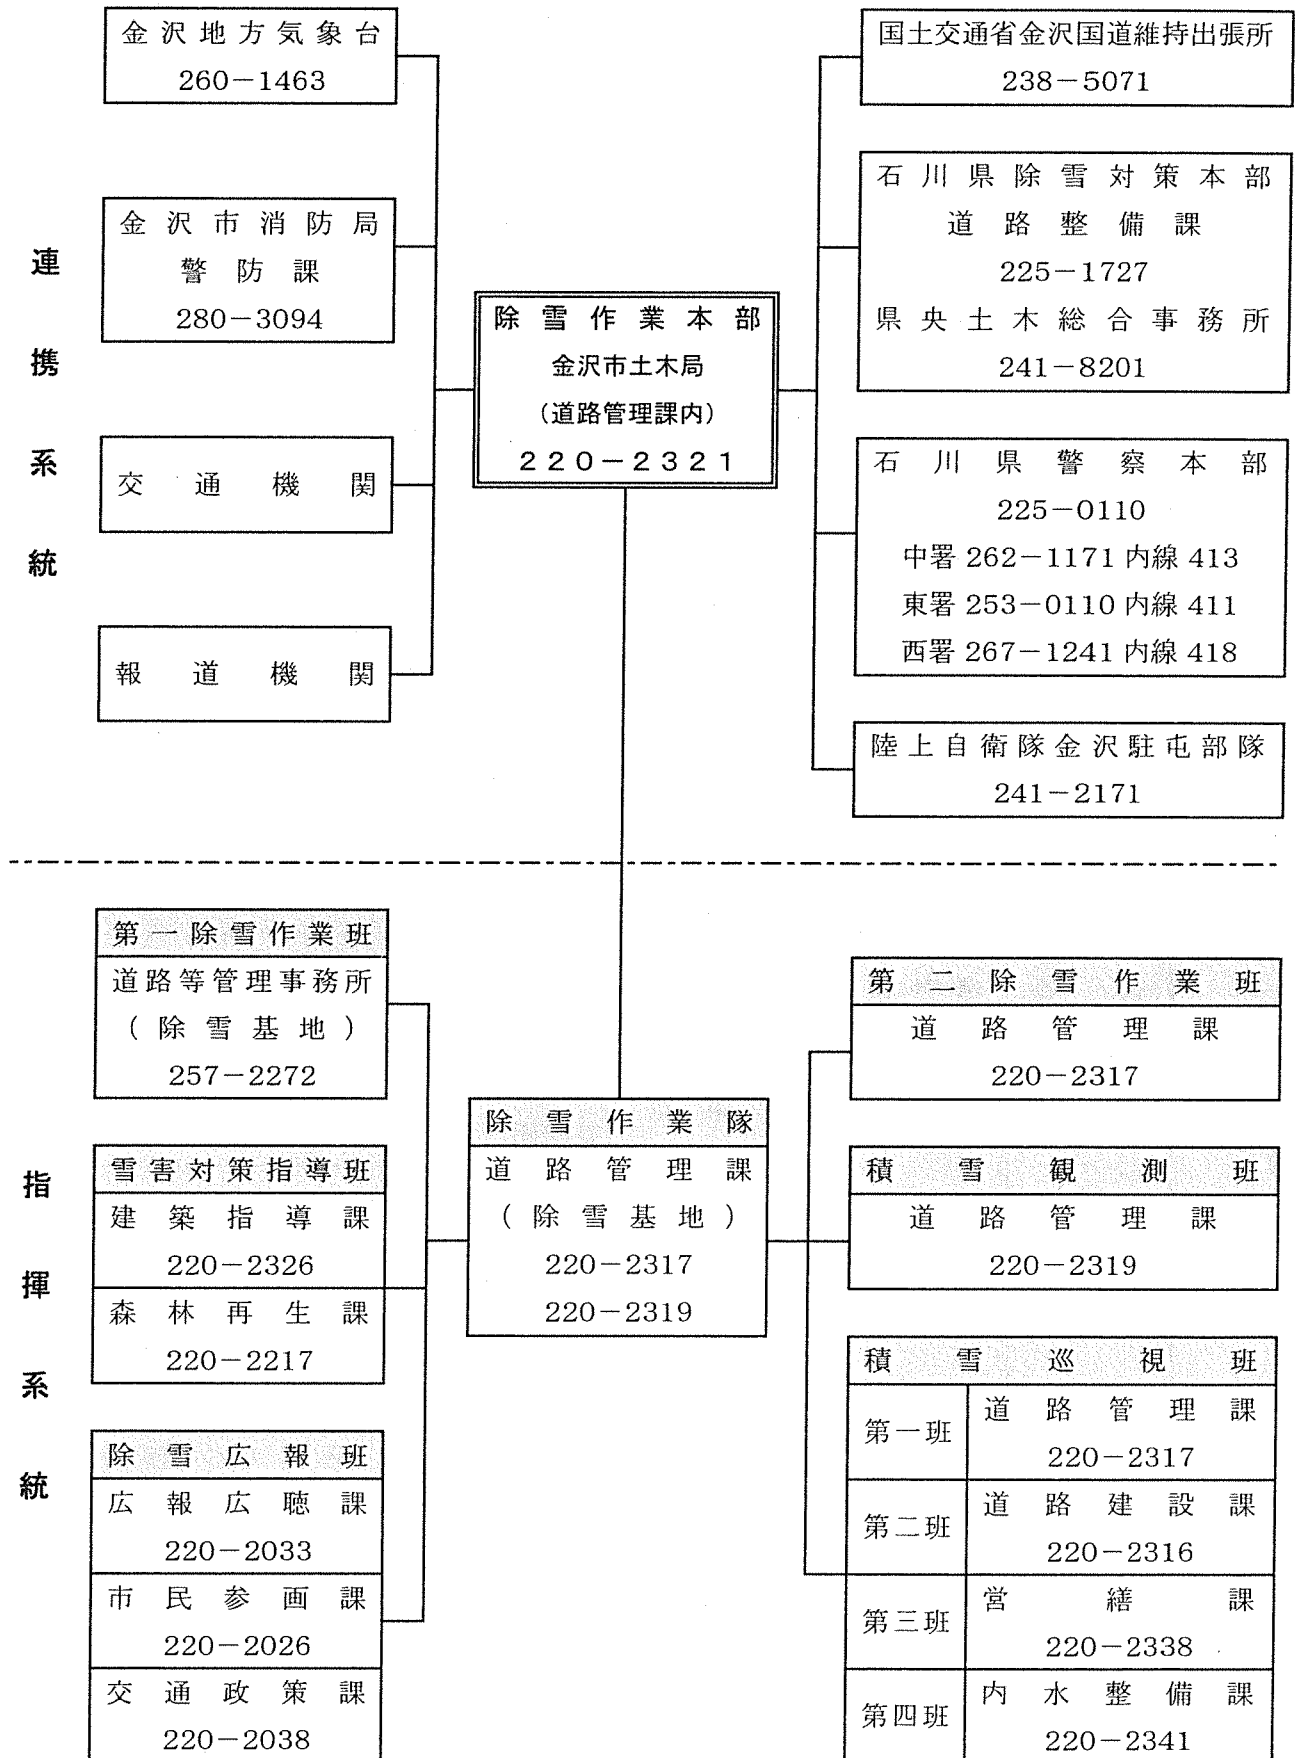 連携系統
金沢地方気象台
260－1463
金沢市消防局
警防課
280－3094
交通機関
報道機関
除雪作業本部
金沢市土木局
（道路管理課内）
220－2321
国土交通省金沢国道維持出張所
238－5071
石川県除雪対策本部
道路整備課
225－1727
県央土木総合事務所
241－8201
石川県警察本部
225－0110
中署 262－1171 内線 413
東署 253－0110 内線 411
西署 267－1241 内線 418
陸上自衛隊金沢駐屯部隊
241－2171
指揮系統
第一除雪作業班
道路等管理事務所
（除雪基地）
257－2272
雪害対策指導班
建築指導課
220－2326
森林再生課
220－2217
除雪広報班
広報広聴課
220－2033
市民参画課
220－2026
交通政策課
220－2038
除雪作業隊
道路管理課
（除雪基地）
220－2317
220－2319
第二除雪作業班
道路管理課
220－2317
積雪観測班
道路管理課
220－2319
積雪巡視班
第一班
道路管理課
220－2317
第二班
道路建設課
220－2316
第三班
営繕課
220－2338
第四班
内水整備課
220－2341